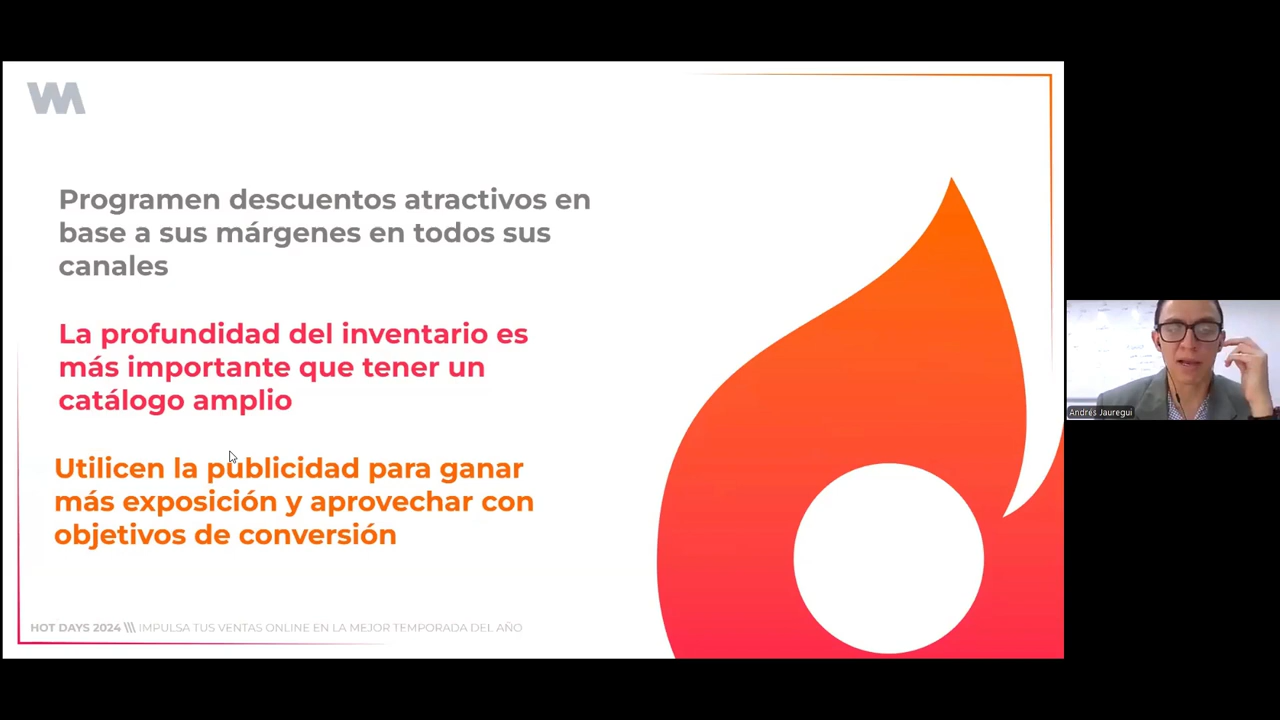 WM
Programen descuentos atractivos en
base a sus márgenes en todos sus
canales
La profundidad del inventario es
más importante que tener un
catálogo amplio
Utilicen la publicidad para ganar
más exposición y aprovechar con
objetivos de conversión
HOT DAYS 2024 \\\ IMPULSA TUS VENTAS ONLINE EN LA MEJOR TEMPORADA DEL AÑO
Andrés Jauregui